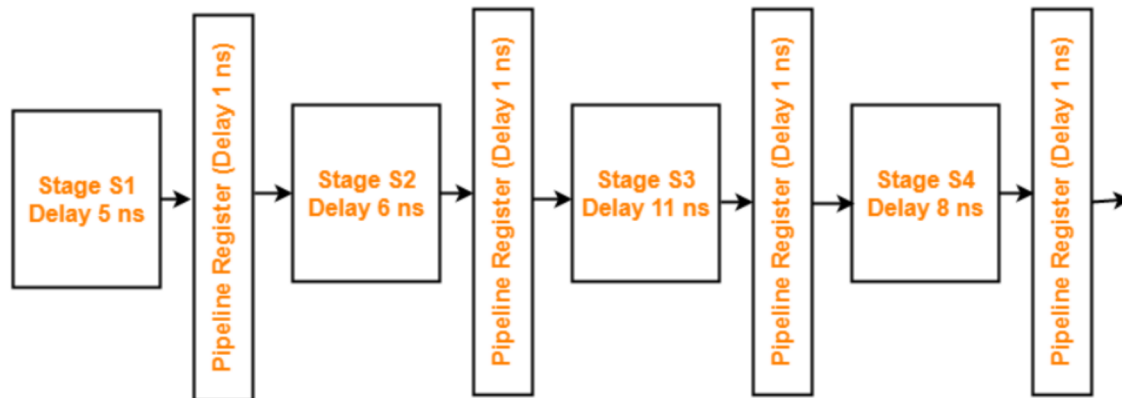 Stage S1
Delay 5 ns
Pipeline Register (Delay 1 ns)
Stage S2
Delay 6 ns
Pipeline Register (Delay 1 ns)
Stage S3
Delay 11 ns
Pipeline Register (Delay 1 ns)
Stage S4
Delay 8 ns
Pipeline Register (Delay 1 ns)